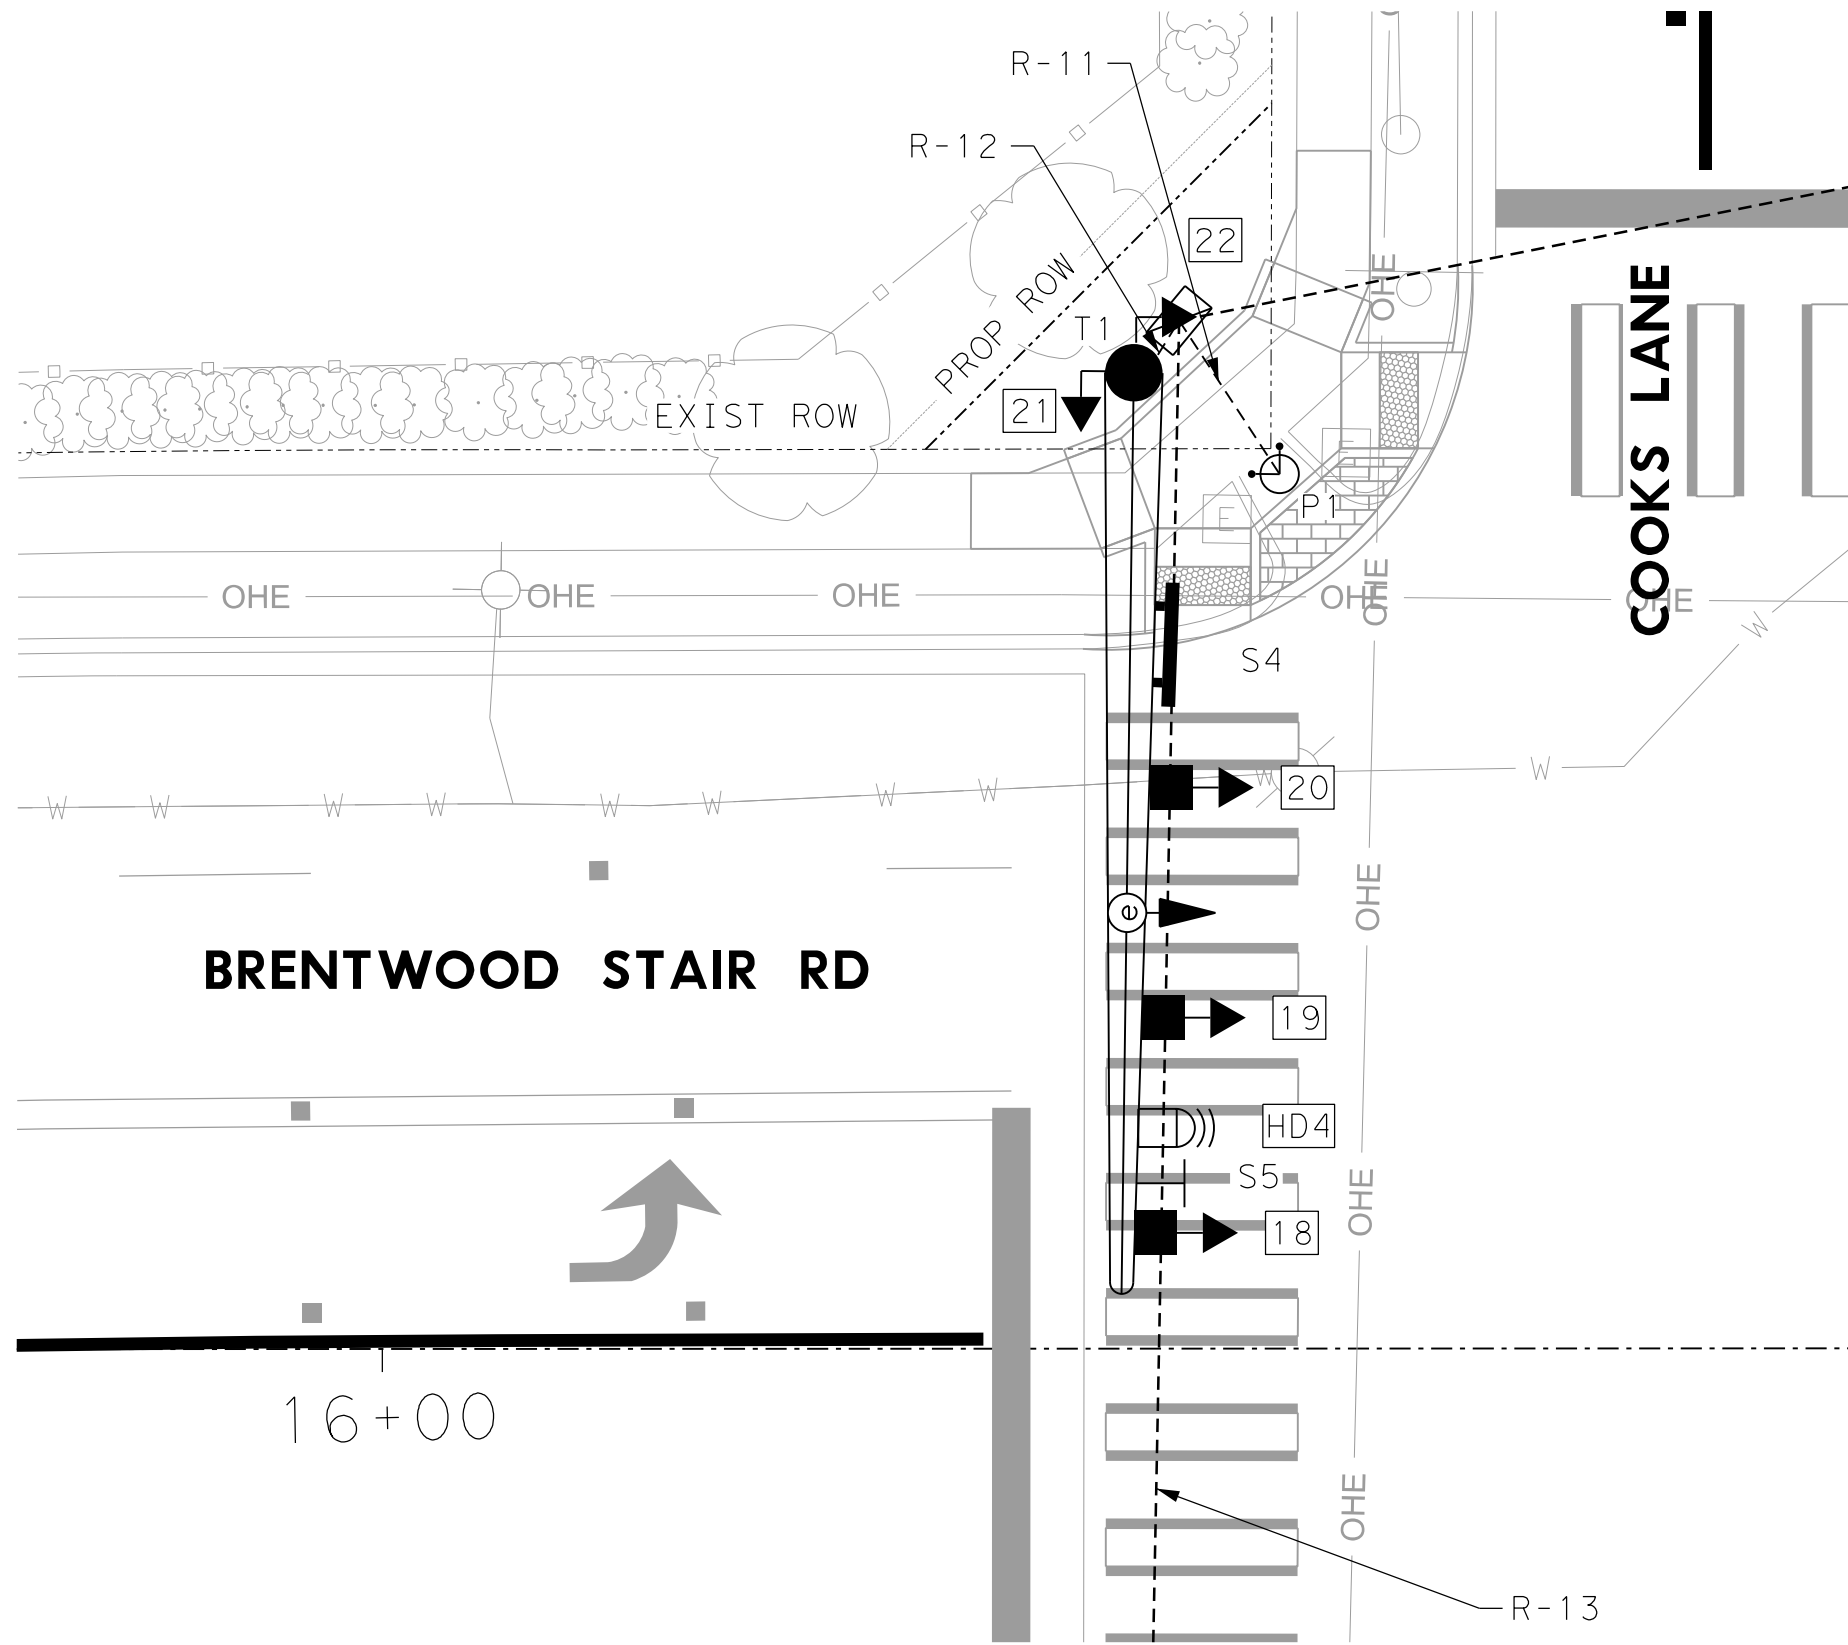 R-11
R-12
22
OHE
T1
PROP ROW
21
EXIST ROW
COOKS LANE
E
P1
E
OHE
OHE
OHE
OHE
OHE
OHE
W
S4
W
W
W
W
W
W
W
W
W
W
20
OHE
e
BRENTWOOD STAIR RD
19
HD4
S5
OHE
18
16+00
OHE
R-13